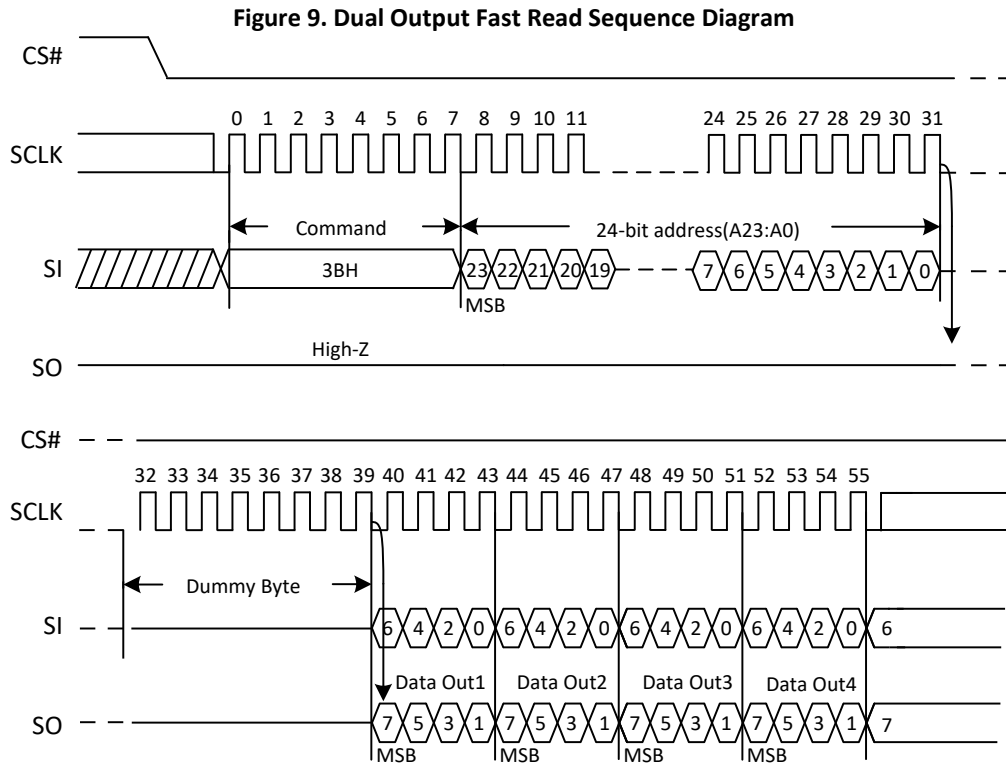 Figure 9. Dual Output Fast Read Sequence Diagram
CS#
0 1 2 3 4 5 6 7 8 9 10 11 24 25 26 27 28 29 30 31
SCLK
Command 24-bit address(A23:A0)
SI 3BH 23 22 21 20 19 7 6 5 4 3 2 1 0
MSB
High-Z
SO
CS#
32 33 34 35 36 37 38 39 40 41 42 43 44 45 46 47 48 49 50 51 52 53 54 55
SCLK
Dummy Byte
SI 6 4 2 0 6 4 2 0 6 4 2 0 6 4 2 0 6
Data Out1 Data Out2 Data Out3 Data Out4
SO 7 5 3 1 7 5 3 1 7 5 3 1 7 5 3 1 7
MSB MSB MSB MSB